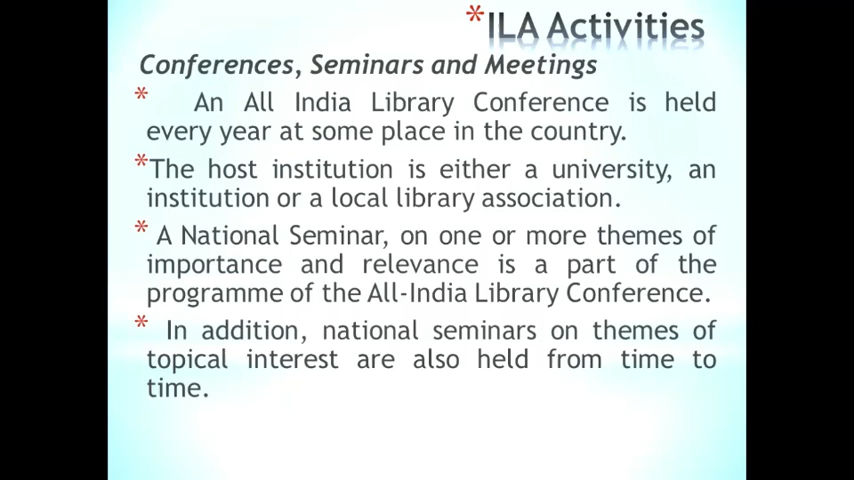 *ILA Activities
Conferences, Seminars and Meetings
* An All India Library Conference is held
every year at some place in the country.
*The host institution is either a university, an
institution or a local library association.
* A National Seminar, on one or more themes of
importance and relevance is a part of the
programme of the All-India Library Conference.
* In addition, national seminars on themes of
topical interest are also held from time to
time.